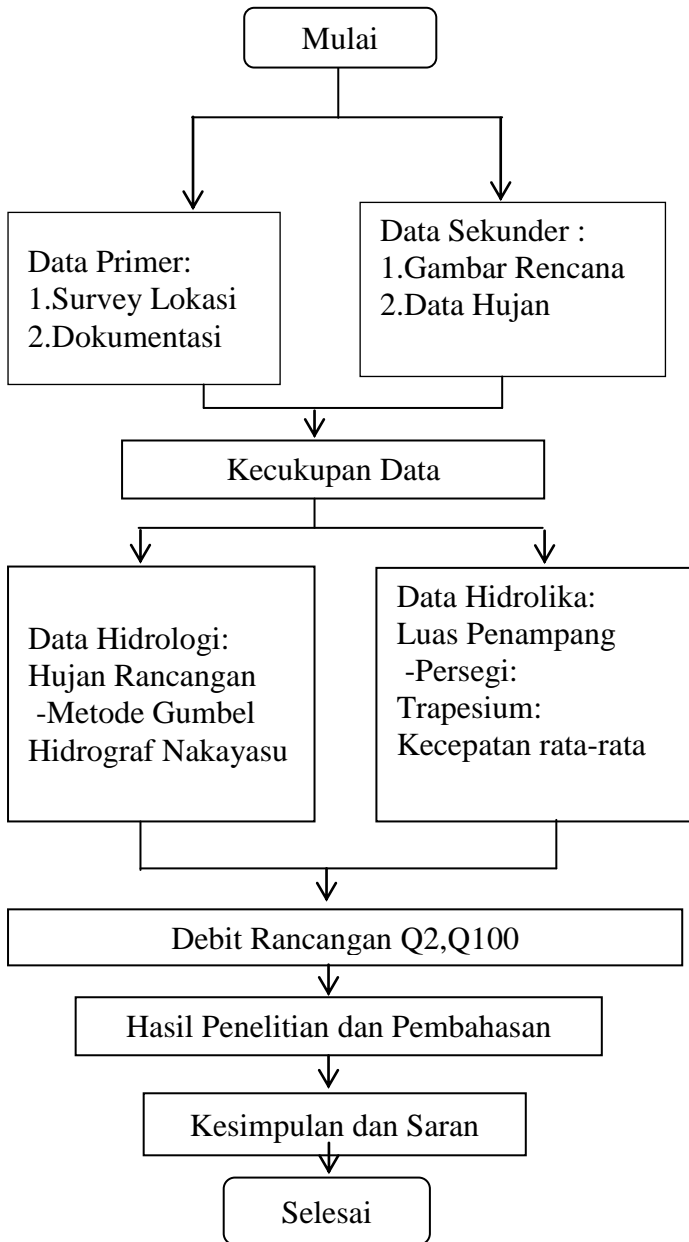 Mulai
Data Primer:
1.Survey Lokasi
2.Dokumentasi
Data Sekunder :
1.Gambar Rencana
2.Data Hujan
Kecukupan Data
Data Hidrologi:
Hujan Rancangan
-Metode Gumbel
Hidrograf Nakayasu
Data Hidrolika:
Luas Penampang
-Persegi:
Trapesium:
Kecepatan rata-rata
Debit Rancangan Q2,Q100
Hasil Penelitian dan Pembahasan
Kesimpulan dan Saran
Selesai